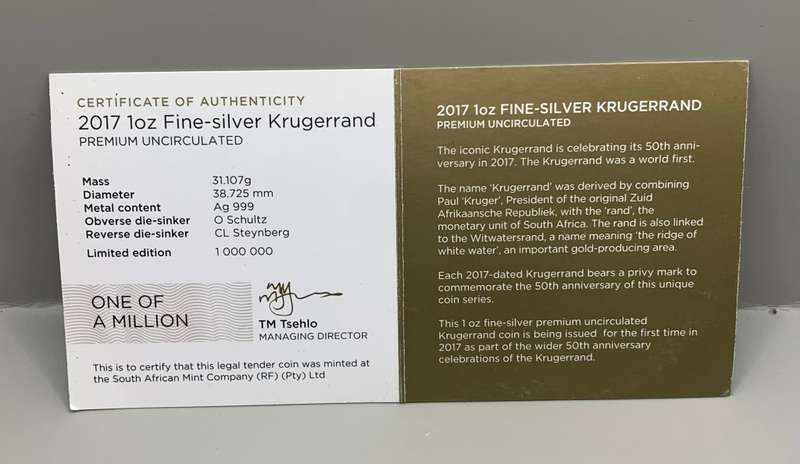 CERTIFICATE OF AUTHENTICITY
2017 1oz Fine-silver Krugerrand
PREMIUM UNCIRCULATED
Mass 31.107g
Diameter 38.725 mm
Metal content Ag 999
Obverse die-sinker O Schultz
Reverse die-sinker CL Steynberg
Limited edition 1 000 000
ONE OF
A MILLION
TM Tsehlo
MANAGING DIRECTOR
This is to certify that this legal tender coin was minted at
the South African Mint Company (RF) (Pty) Ltd
2017 1oz FINE-SILVER KRUGERRAND
PREMIUM UNCIRCULATED
The iconic Krugerrand is celebrating its 50th anni-
versary in 2017. The Krugerrand was a world first.
The name 'Krugerrand' was derived by combining
Paul 'Kruger', President of the original Zuid
Afrikaansche Republiek, with the 'rand', the
monetary unit of South Africa. The rand is also linked
to the Witwatersrand, a name meaning 'the ridge of
white water', an important gold-producing area.
Each 2017-dated Krugerrand bears a privy mark to
commemorate the 50th anniversary of this unique
coin series.
This 1 oz fine-silver premium uncirculated
Krugerrand coin is being issued for the first time in
2017 as part of the wider 50th anniversary
celebrations of the Krugerrand.